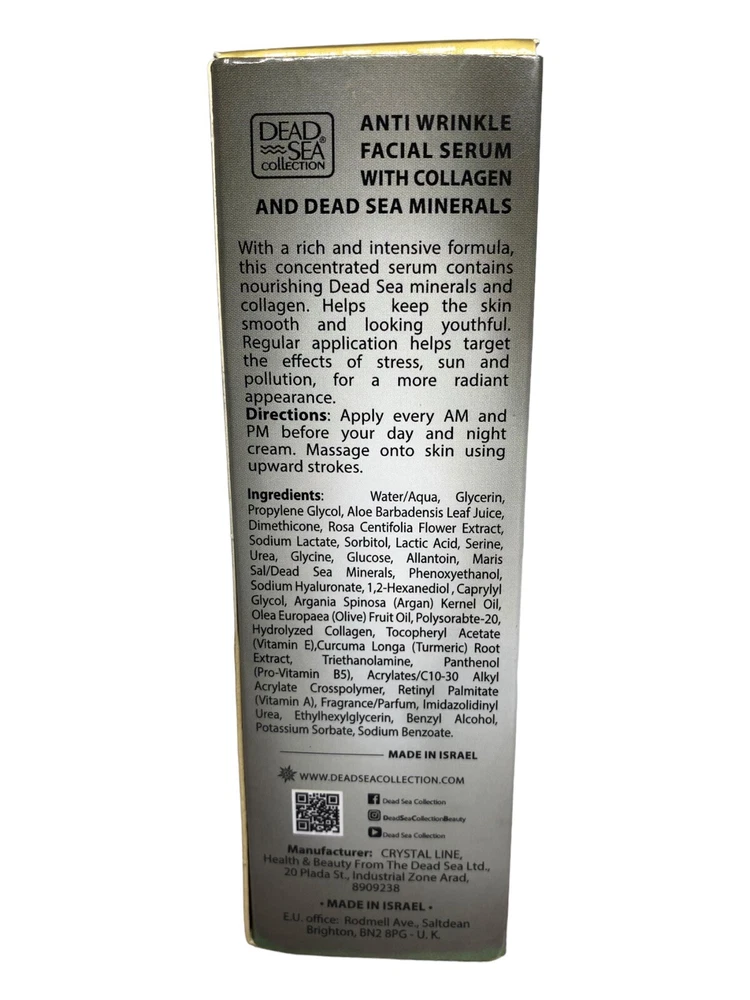 DEAD
SEA®
COLLECTION
ANTI WRINKLE
FACIAL SERUM
WITH COLLAGEN
AND DEAD SEA MINERALS
With a rich and intensive formula,
this concentrated serum contains
nourishing Dead Sea minerals and
collagen. Helps keep the skin
smooth and looking youthful.
Regular application helps target
the effects of stress, sun and
pollution, for a more radiant
appearance.
Directions: Apply every AM and
PM before your day and night
cream. Massage onto skin using
upward strokes.
Ingredients: Water/Aqua, Glycerin,
Propylene Glycol, Aloe Barbadensis Leaf Juice,
Dimethicone, Rosa Centifolia Flower Extract,
Sodium Lactate, Sorbitol, Lactic Acid, Serine,
Urea, Glycine, Glucose, Allantoin, Maris
Sal/Dead Sea Minerals, Phenoxyethanol,
Sodium Hyaluronate, 1,2-Hexanediol , Caprylyl
Glycol, Argania Spinosa (Argan) Kernel Oil,
Olea Europaea (Olive) Fruit Oil, Polysorabte-20,
Hydrolyzed Collagen, Tocopheryl Acetate
(Vitamin E),Curcuma Longa (Turmeric) Root
Extract, Triethanolamine, Panthenol
(Pro-Vitamin B5), Acrylates/C10-30 Alkyl
Acrylate Crosspolymer, Retinyl Palmitate
(Vitamin A), Fragrance/Parfum, Imidazolidinyl
Urea, Ethylhexylglycerin, Benzyl Alcohol,
Potassium Sorbate, Sodium Benzoate.
MADE IN ISRAEL
WWW.DEADSEACOLLECTION.COM
Dead Sea Collection
DeadSeaCollectionBeauty
Dead Sea Collection
Manufacturer: CRYSTAL LINE,
Health & Beauty From The Dead Sea Ltd.,
20 Plada St., Industrial Zone Arad,
8909238
• MADE IN ISRAEL •
E.U. office: Rodmell Ave., Saltdean
Brighton, BN2 8PG - U. K.